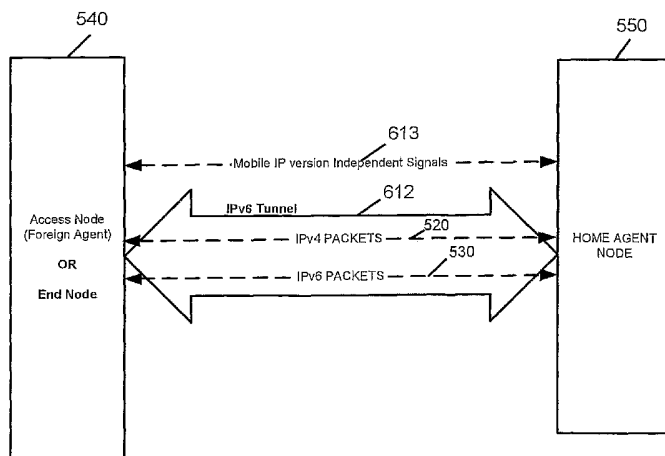 540
550
613
Mobile IP version Independent Signals
IPv6 Tunnel
612
Access Node
(Foreign Agent)
OR
End Node
520
IPv4 PACKETS
530
IPv6 PACKETS
HOME AGENT
NODE